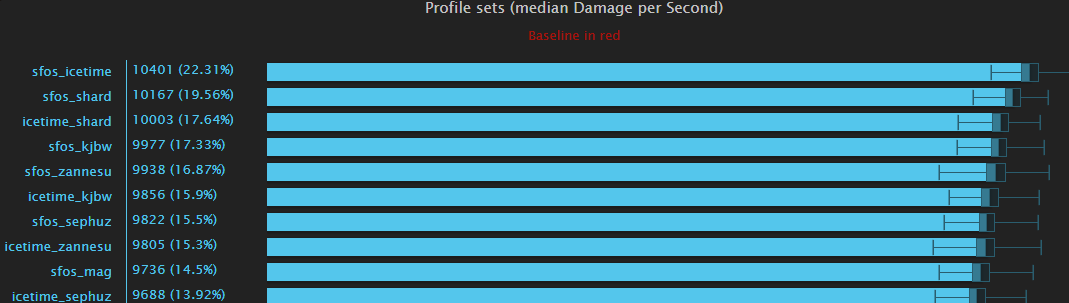 Profile sets (median Damage per Second)
Baseline in red
sfos_icetime 10401 (22.31%)
sfos_shard 10167 (19.56%)
icetime_shard 10003 (17.64%)
sfos_kjbw 9977 (17.33%)
sfos_zannesu 9938 (16.87%)
icetime_kjbw 9856 (15.9%)
sfos_sephuz 9822 (15.5%)
icetime_zannesu 9805 (15.3%)
sfos_mag 9736 (14.5%)
icetime_sephuz 9688 (13.92%)